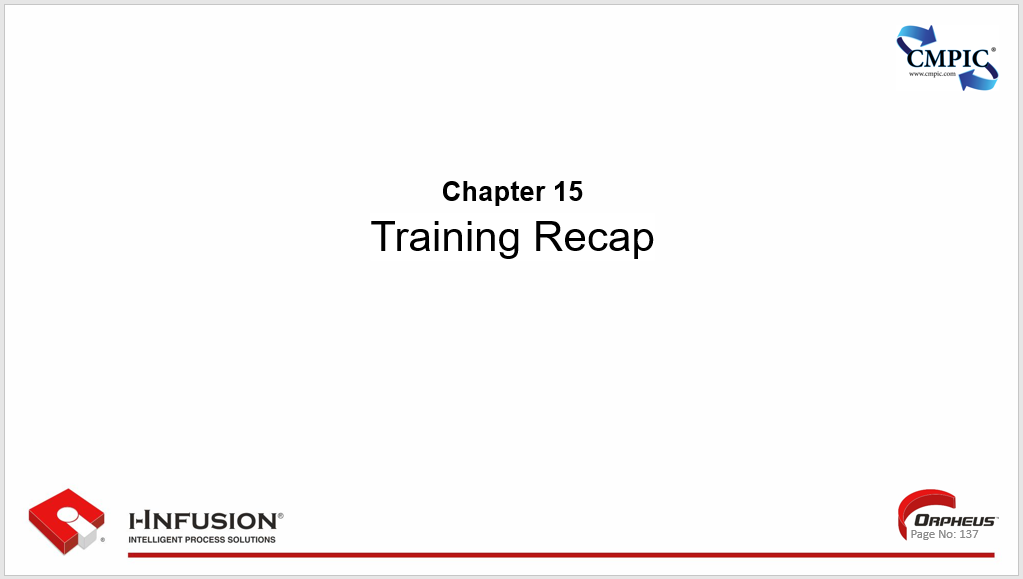 CMPIC®
www.cmpic.com
Chapter 15
Training Recap
I-INFUSION®
INTELLIGENT PROCESS SOLUTIONS
®
ORPHEUS™
Page No: 137